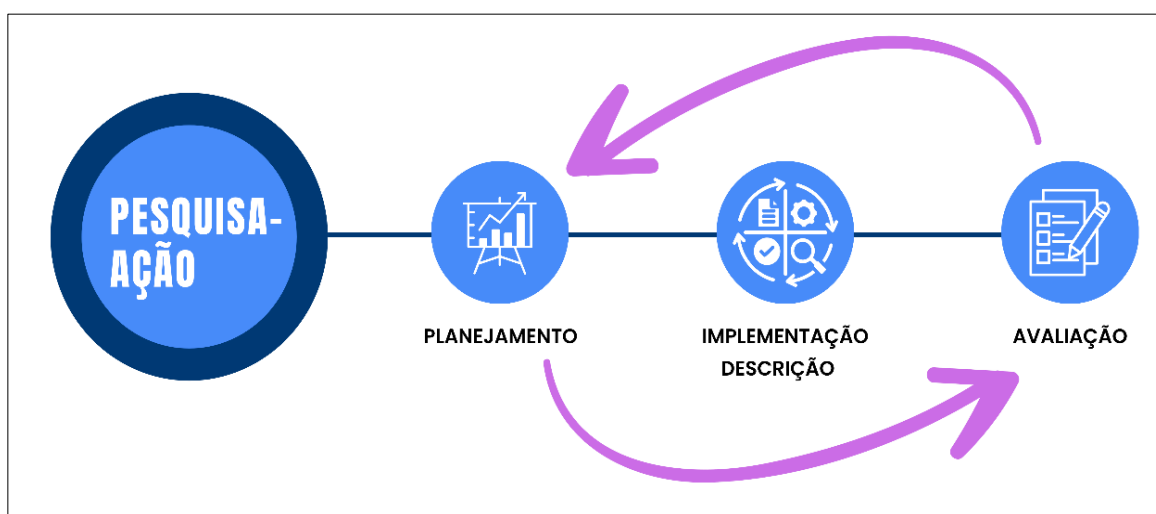 PESQUISA-
AÇÃO
PLANEJAMENTO
IMPLEMENTAÇÃO
DESCRIÇÃO
AVALIAÇÃO